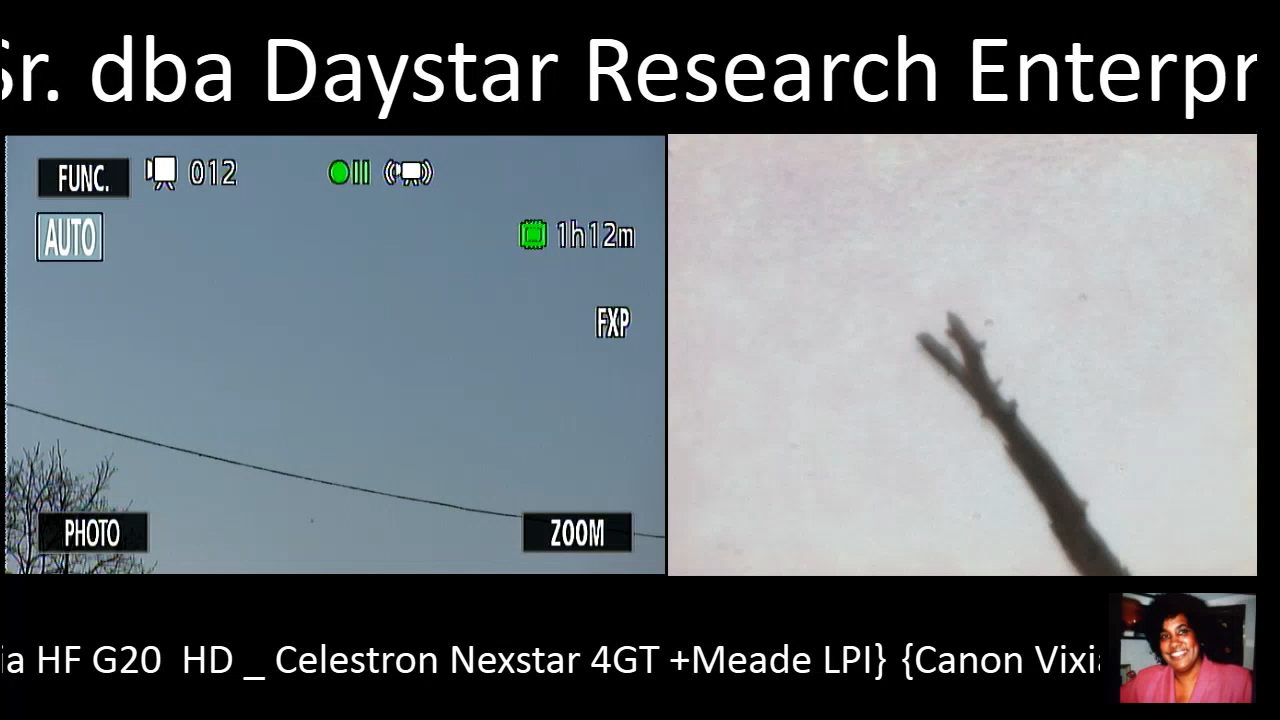 Sr. dba Daystar Research Enterpr
FUNC. 012
AUTO
1h12m
FXP
PHOTO ZOOM
ia HF G20 HD _ Celestron Nexstar 4GT +Meade LPI} {Canon Vixia